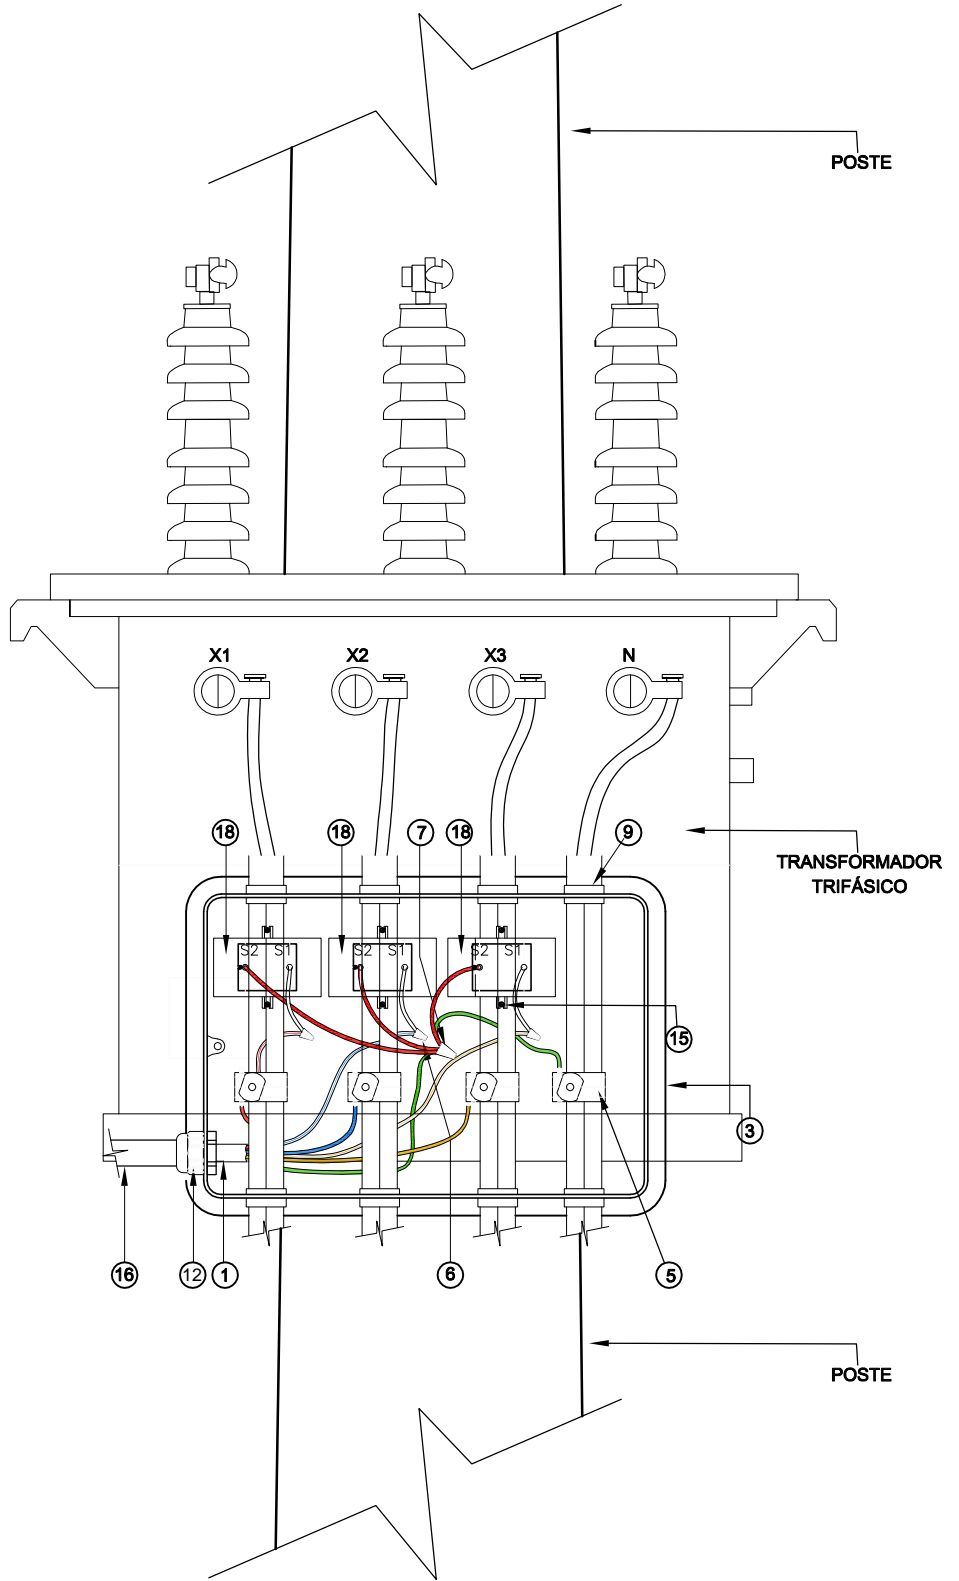 POSTE
X1 X2 X3 N
18 18 7 18 9
TRANSFORMADOR
TRIFÁSICO
S2 S1 S2 S1 S2 S1
15
3
16 12 1 6 5
POSTE